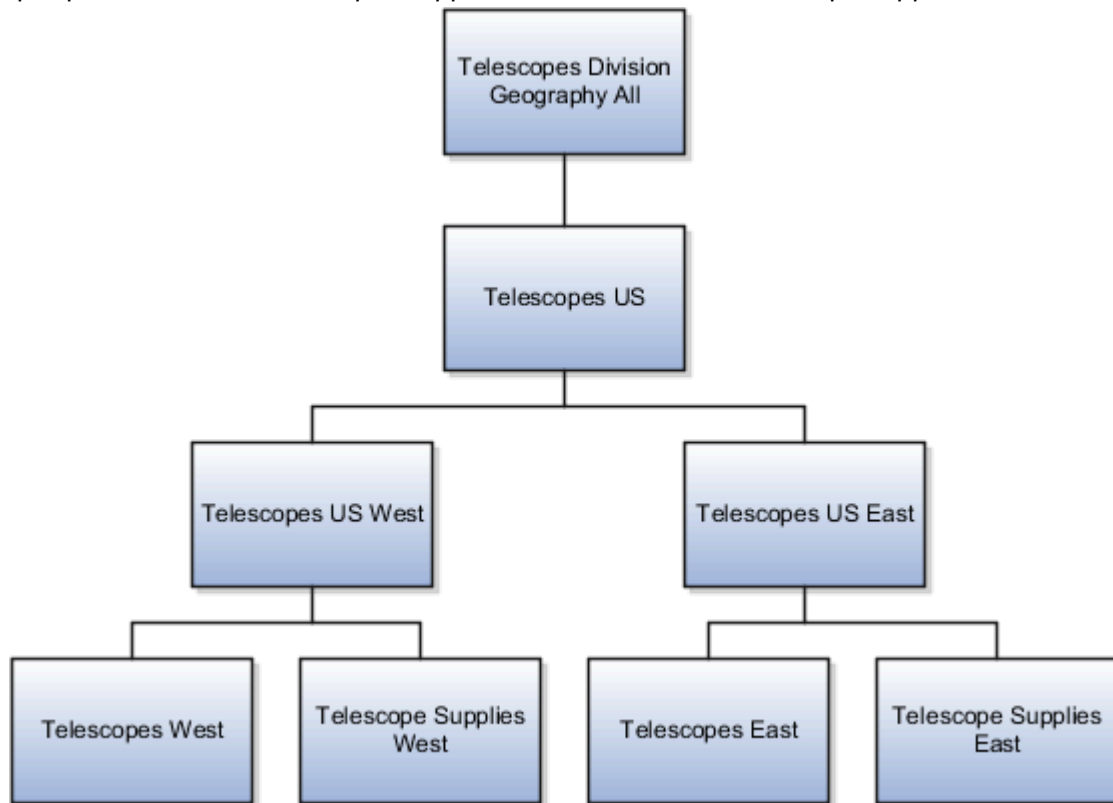 Telescopes Division
Geography All
Telescopes US
Telescopes US West
Telescopes US East
Telescopes West
Telescope Supplies
West
Telescopes East
Telescope Supplies
East